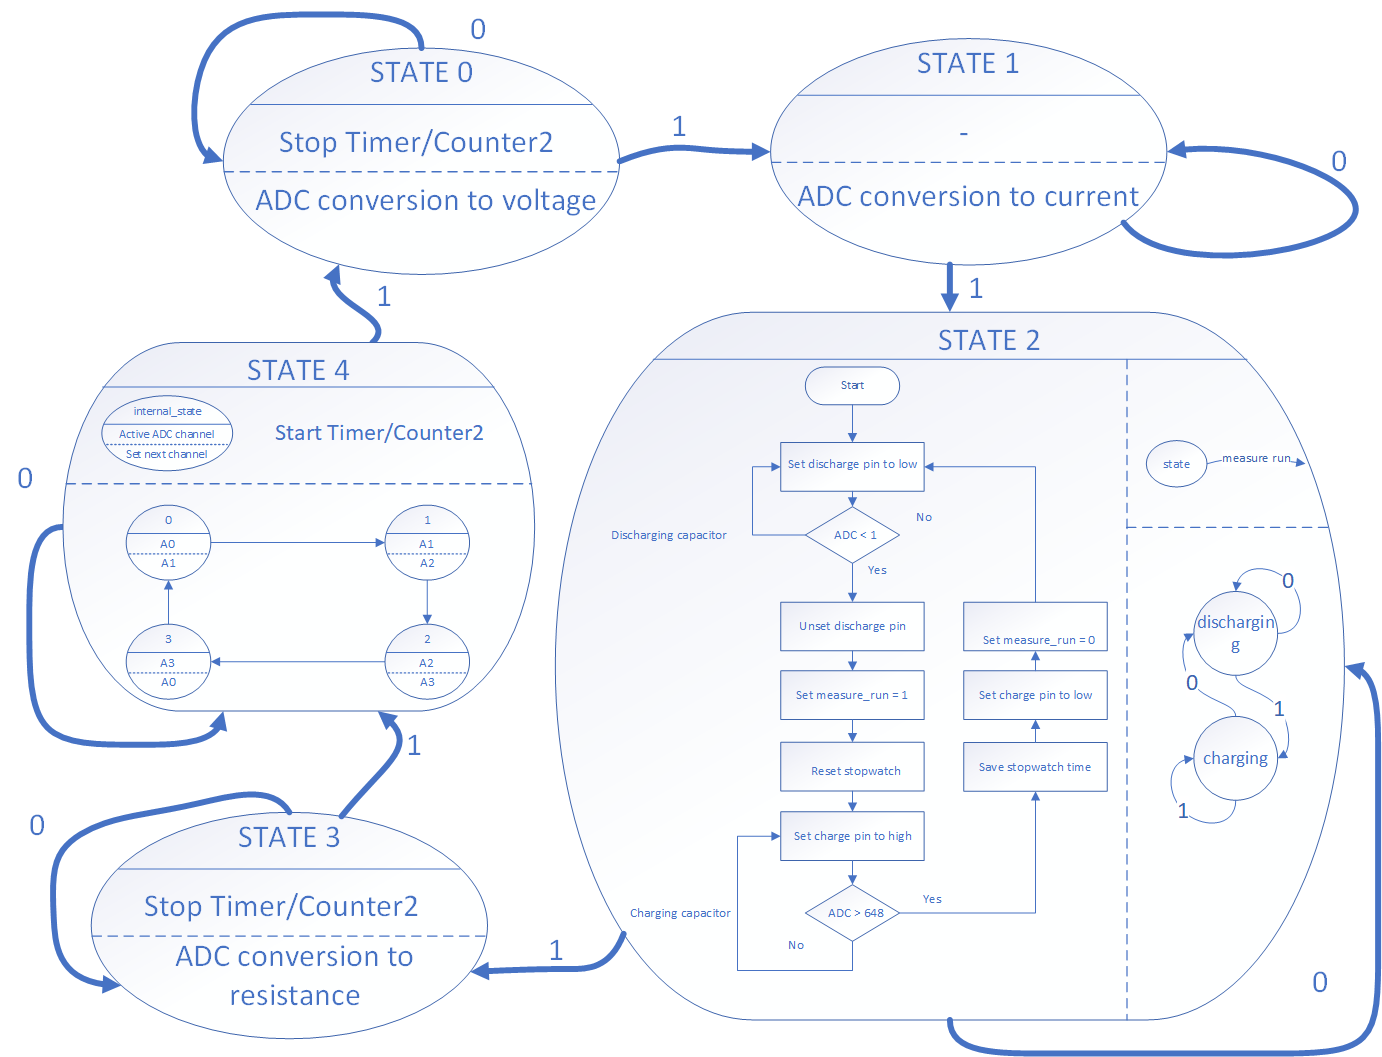 0
STATE 0
Stop Timer/Counter2
ADC conversion to voltage
1
STATE 1
-
ADC conversion to current
0
1
1
STATE 4
internal_state
Active ADC channel
Set next channel
Start Timer/Counter2
0
0
A0
A1
1
A1
A2
3
A3
A0
2
A2
A3
1
0
STATE 3
Stop Timer/Counter2
ADC conversion to
resistance
1
STATE 2
Start
Set discharge pin to low
No
Discharging capacitor
ADC < 1
Yes
Unset discharge pin
Set measure_run = 0
Set measure_run = 1
Set charge pin to low
Reset stopwatch
Save stopwatch time
Set charge pin to high
Charging capacitor
ADC > 648
Yes
No
state
measure run
0
dischargin
g
0
1
charging
1
0